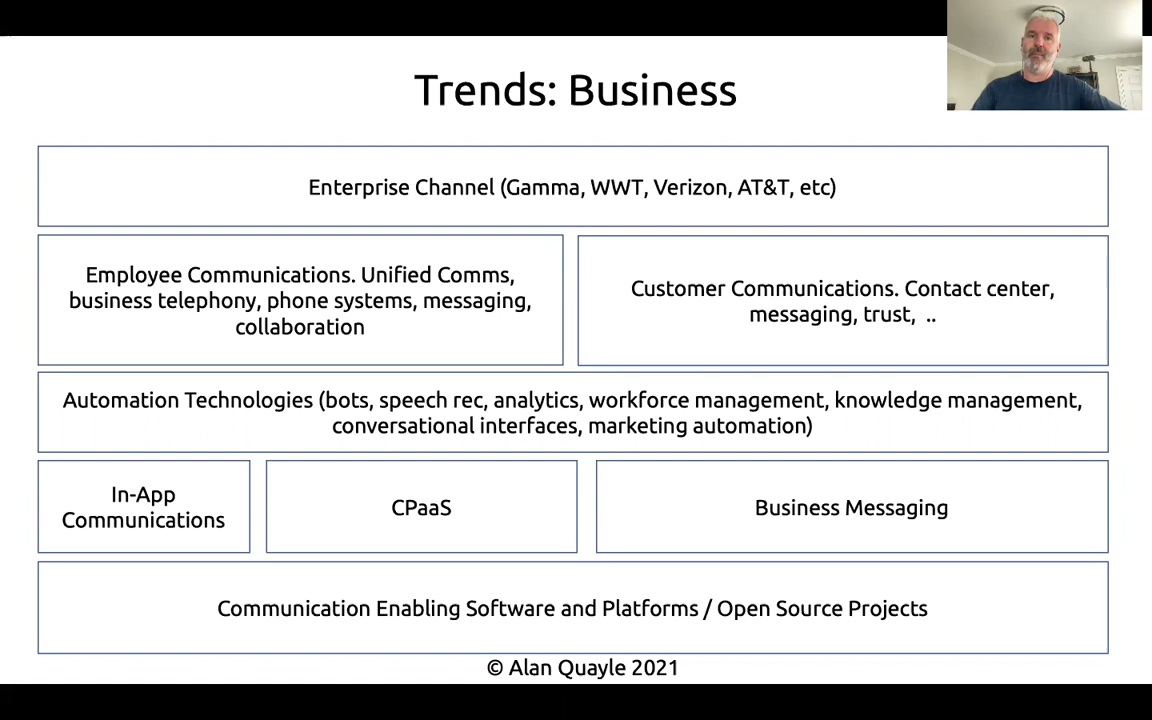 Trends: Business
Enterprise Channel (Gamma, WWT, Verizon, AT&T, etc)
Employee Communications. Unified Comms,
business telephony, phone systems, messaging,
collaboration
Customer Communications. Contact center,
messaging, trust,  ..
Automation Technologies (bots, speech rec, analytics, workforce management, knowledge management,
conversational interfaces, marketing automation)
In-App
Communications
CPaaS
Business Messaging
Communication Enabling Software and Platforms / Open Source Projects
© Alan Quayle 2021